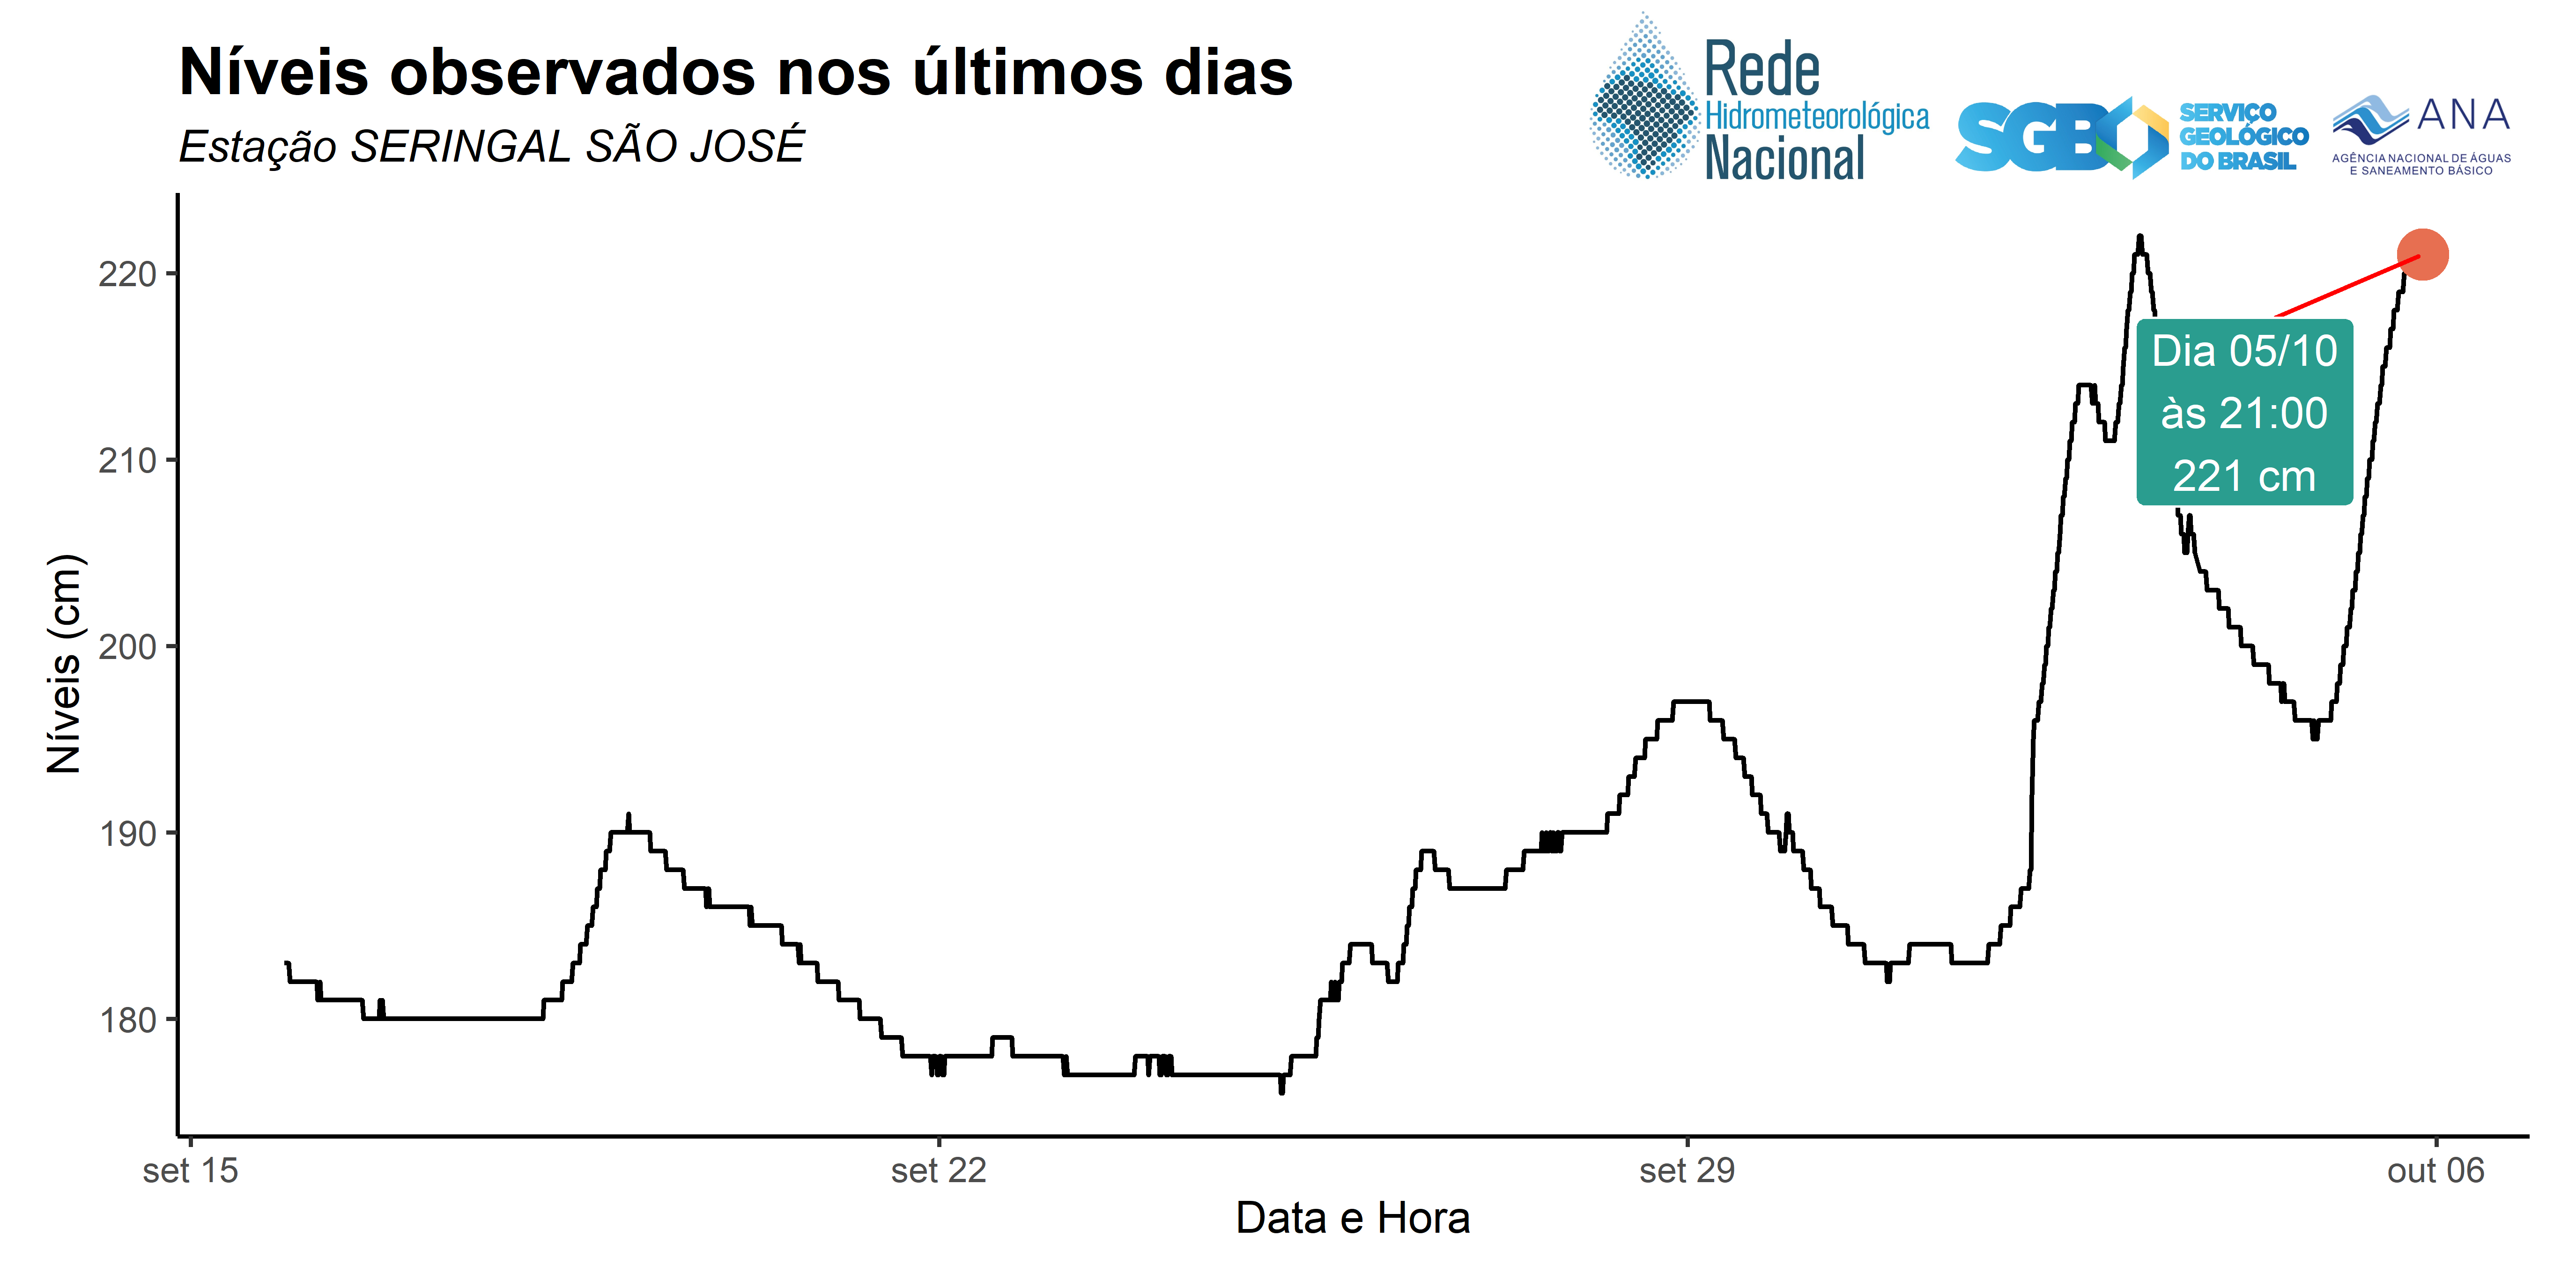 Níveis observados nos últimos dias
Estação SERINGAL SÃO JOSÉ
Rede
Hidrometeorológica
Nacional
SGB
SERVIÇO
GEOLÓGICO
DO BRASIL
ANA
AGÊNCIA NACIONAL DE ÁGUAS
E SANEAMENTO BÁSICO
Níveis (cm)
220
210
200
190
180
Dia 05/10
às 21:00
221 cm
set 15
set 22
set 29
out 06
Data e Hora